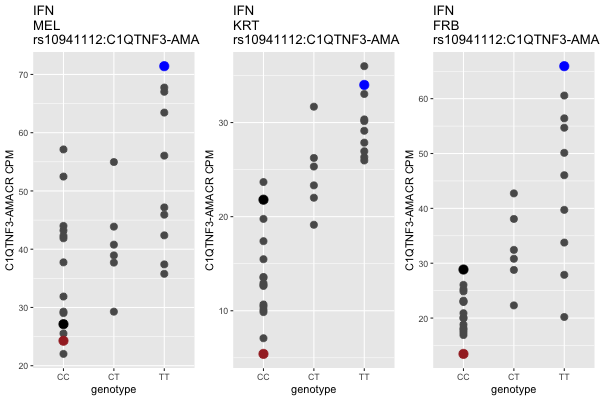 IFN
MEL
rs10941112:C1QTNF3-AMA
C1QTNF3-AMACR CPM
70
60
50
40
30
20
CC
CT
TT
genotype
IFN
KRT
rs10941112:C1QTNF3-AMA
C1QTNF3-AMACR CPM
30
20
10
CC
CT
TT
genotype
IFN
FRB
rs10941112:C1QTNF3-AMA
C1QTNF3-AMACR CPM
60
50
40
30
20
CC
CT
TT
genotype